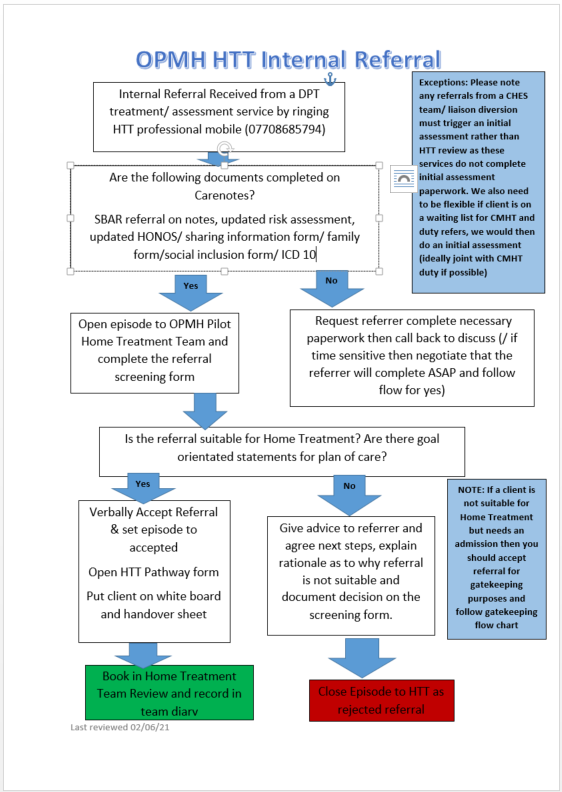 OPMH HTT Internal Referral
Internal Referral Received from a DPT
treatment/ assessment service by ringing
HTT professional mobile (07708685794)
Exceptions: Please note
any referrals from a CHES
team/ liaison diversion
must trigger an initial
assessment rather than
HTT review as these
services do not complete
initial assessment
paperwork. We also need
to be flexible if client is on
a waiting list for CMHT and
duty refers, we would then
do an initial assessment
(ideally joint with CMHT
duty if possible)
Are the following documents completed on
Carenotes?
SBAR referral on notes, updated risk assessment,
updated HONOS/ sharing information form/ family
form/social inclusion form/ ICD 10
Yes
No
Open episode to OPMH Pilot
Home Treatment Team and
complete the referral
screening form
Request referrer complete necessary
paperwork then call back to discuss (/ if
time sensitive then negotiate that the
referrer will complete ASAP and follow
flow for yes)
Is the referral suitable for Home Treatment? Are there goal
orientated statements for plan of care?
Yes
No
Verbally Accept Referral
& set episode to
accepted
Open HTT Pathway form
Put client on white board
and handover sheet
Give advice to referrer and
agree next steps, explain
rationale as to why referral
is not suitable and
document decision on the
screening form.
NOTE: If a client is
not suitable for
Home Treatment
but needs an
admission then you
should accept
referral for
gatekeeping
purposes and
follow gatekeeping
flow chart
Book in Home Treatment
Team Review and record in
team diary
Close Episode to HTT as
rejected referral
Last reviewed 02/06/21